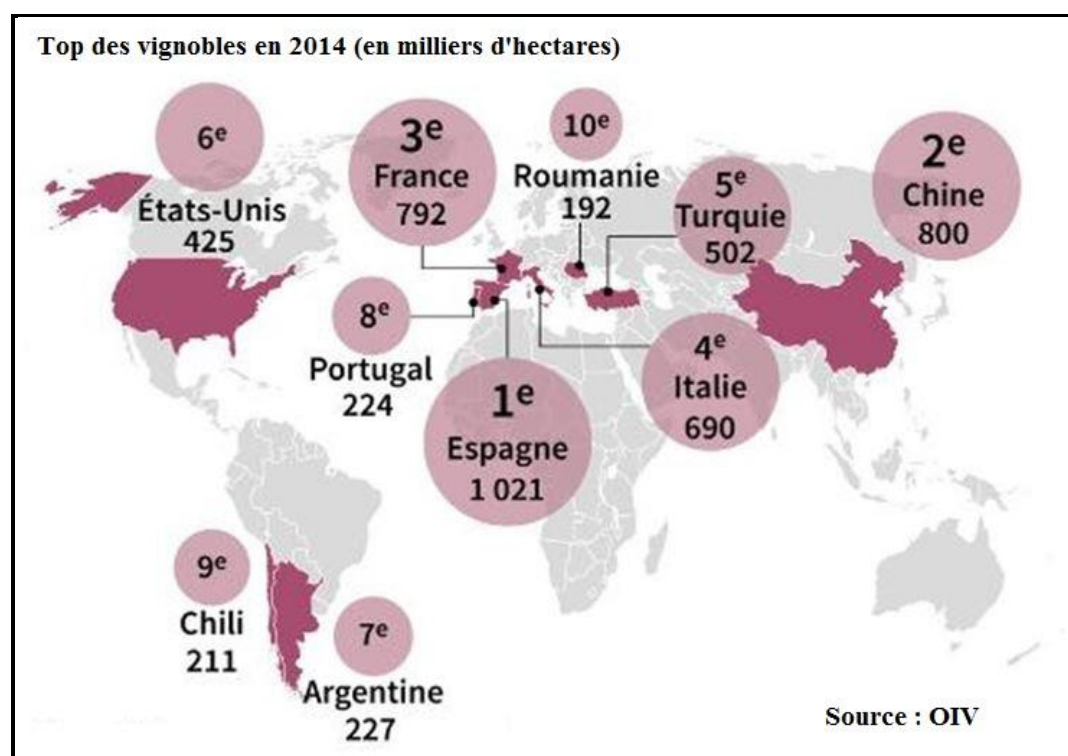 Top des vignobles en 2014 (en milliers d'hectares)
6e
États-Unis
425
3e
France
792
10e
Roumanie
192
5e
Turquie
502
2e
Chine
800
8e
Portugal
224
1e
Espagne
1 021
4e
Italie
690
9e
Chili
211
7e
Argentine
227
Source : OIV